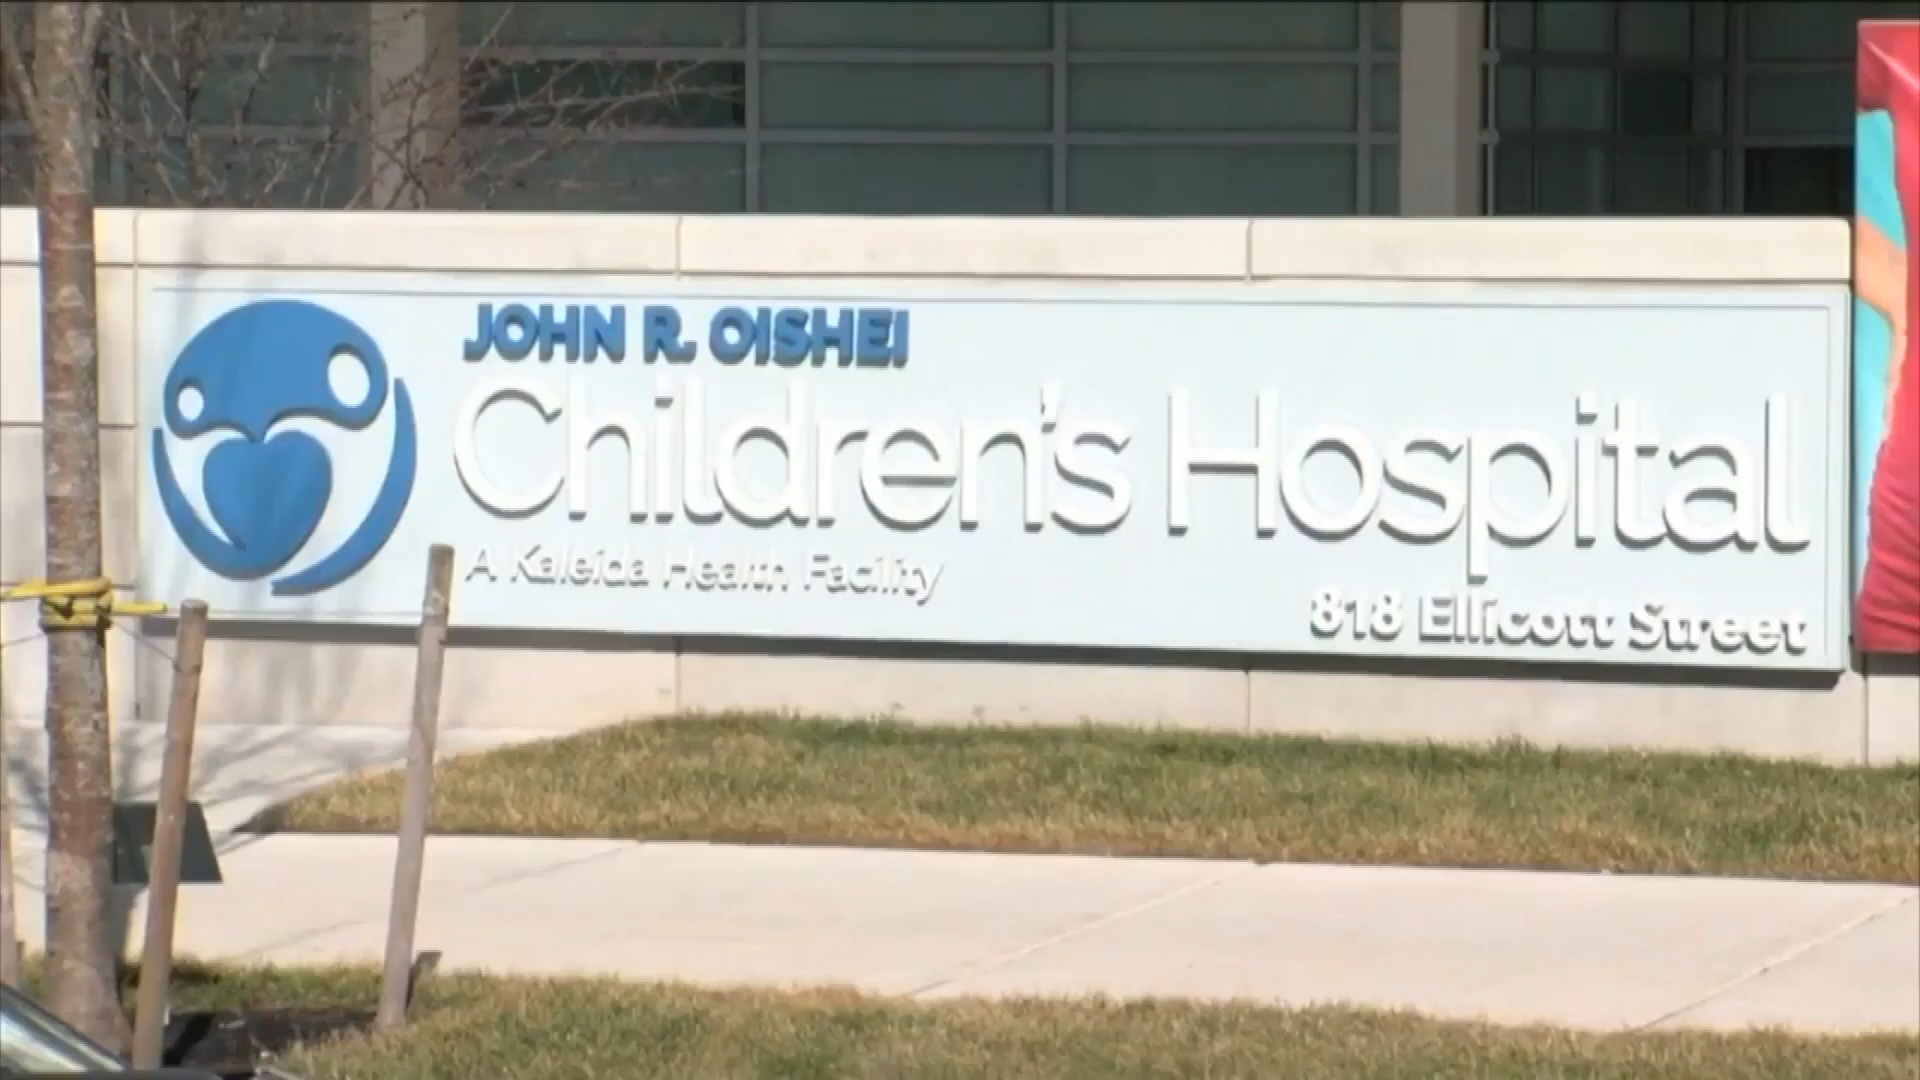 JOHN R. OISHEI
Children's Hospital
A Kaleida Health Facility
818 Ellicott Street